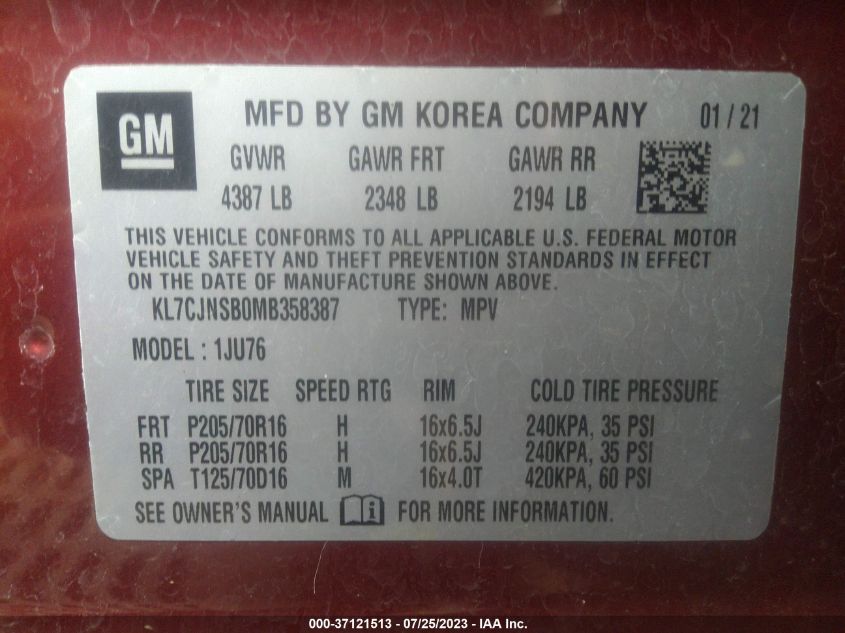 GM
MFD BY GM KOREA COMPANY 01 / 21
GVWR GAWR FRT GAWR RR
4387 LB 2348 LB 2194 LB
THIS VEHICLE CONFORMS TO ALL APPLICABLE U.S. FEDERAL MOTOR
VEHICLE SAFETY AND THEFT PREVENTION STANDARDS IN EFFECT
ON THE DATE OF MANUFACTURE SHOWN ABOVE.
KL7CJNSB0MB358387 TYPE: MPV
MODEL : 1JU76
TIRE SIZE SPEED RTG RIM COLD TIRE PRESSURE
FRT P205/70R16 H 16x6.5J 240KPA, 35 PSI
RR P205/70R16 H 16x6.5J 240KPA, 35 PSI
SPA T125/70D16 M 16x4.0T 420KPA, 60 PSI
SEE OWNER'S MANUAL i FOR MORE INFORMATION.
000-37121513 - 07/25/2023 - IAA Inc.